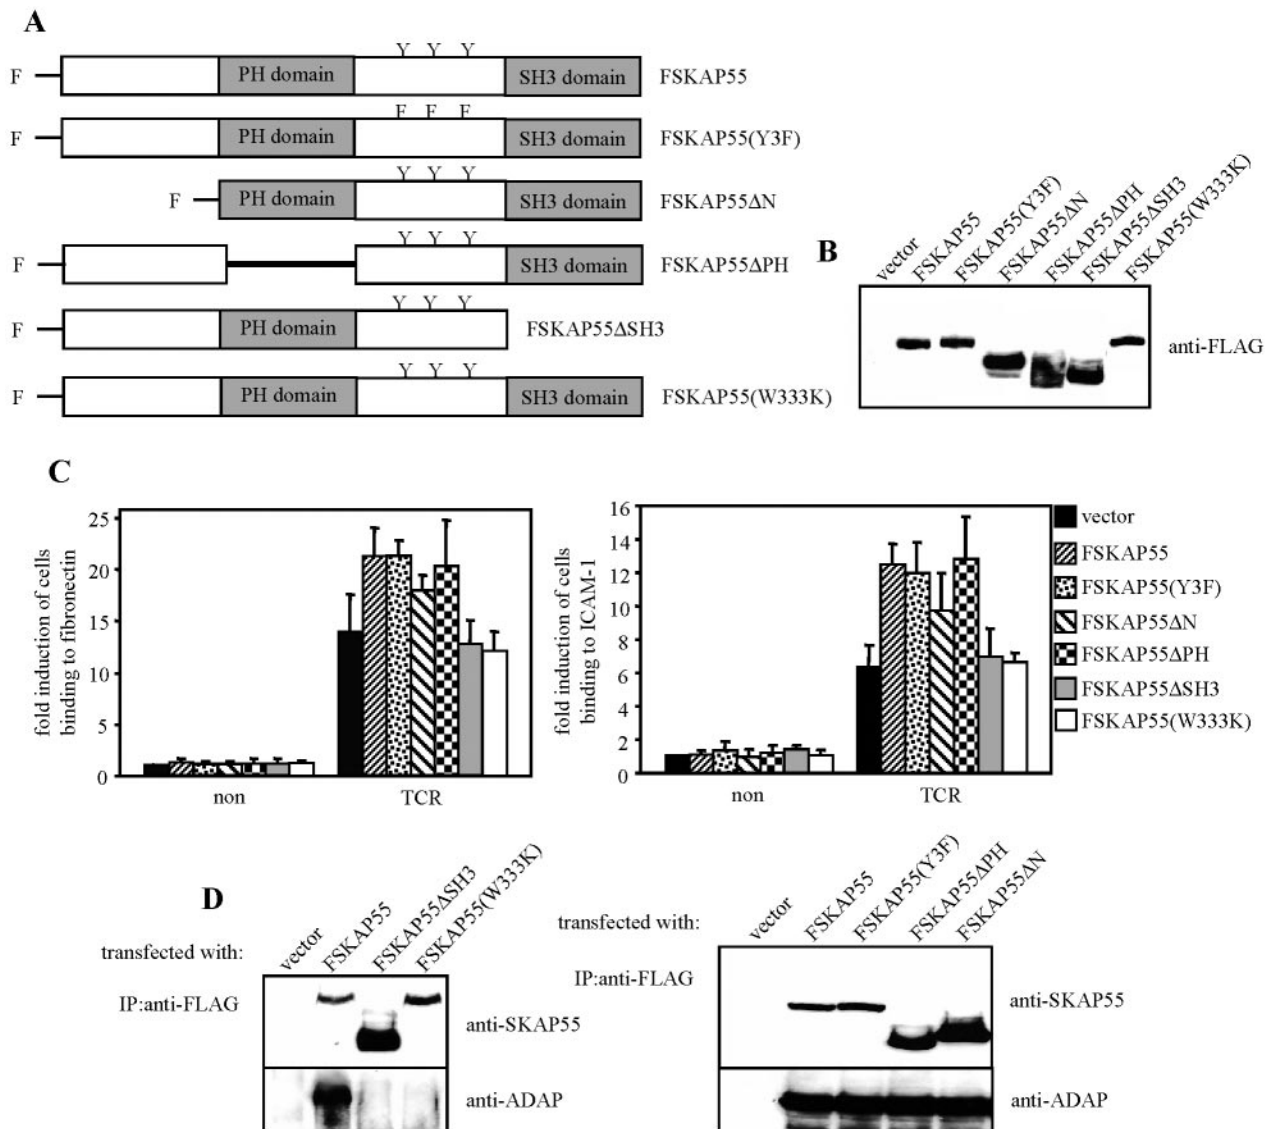 A
Y Y Y
F PH domain SH3 domain FSKAP55
F F F
F PH domain SH3 domain FSKAP55(Y3F)
Y Y Y
F PH domain SH3 domain FSKAP55ΔN
Y Y Y
F SH3 domain FSKAP55ΔPH
Y Y Y
F PH domain FSKAP55ΔSH3
Y Y Y
F PH domain SH3 domain FSKAP55(W333K)
B
vector
FSKAP55
FSKAP55(Y3F)
FSKAP55ΔN
FSKAP55ΔPH
FSKAP55ΔSH3
FSKAP55(W333K)
anti-FLAG
C
fold induction of cells
binding to fibronectin
25
20
15
10
5
0
non TCR
fold induction of cells
binding to ICAM-1
16
14
12
10
8
6
4
2
0
non TCR
vector
FSKAP55
FSKAP55(Y3F)
FSKAP55ΔN
FSKAP55ΔPH
FSKAP55ΔSH3
FSKAP55(W333K)
D
transfected with:
vector
FSKAP55
FSKAP55ΔSH3
FSKAP55(W333K)
IP:anti-FLAG
anti-SKAP55
anti-ADAP
transfected with:
vector
FSKAP55
FSKAP55(Y3F)
FSKAP55ΔPH
FSKAP55ΔN
IP:anti-FLAG
anti-SKAP55
anti-ADAP